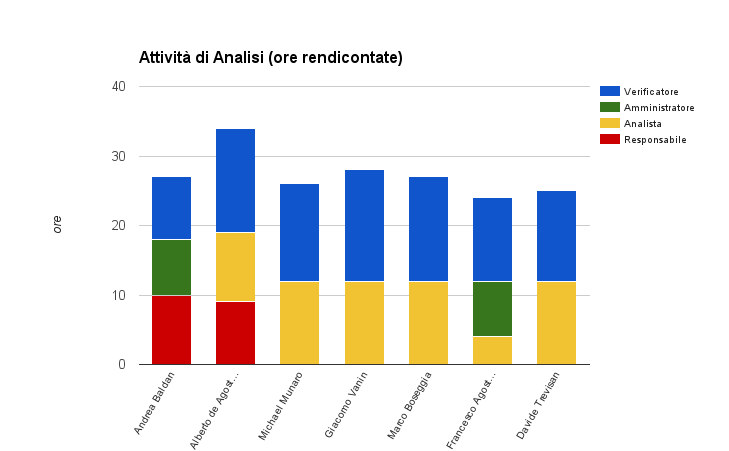 Attività di Analisi (ore rendicontate)
40
30
20
10
0
ore
Verificatore
Amministratore
Analista
Responsabile
Andrea Baldan
Alberto de Agost...
Michael Munaro
Giacomo Vanin
Marco Boseggia
Francesco Agost...
Davide Trevisan